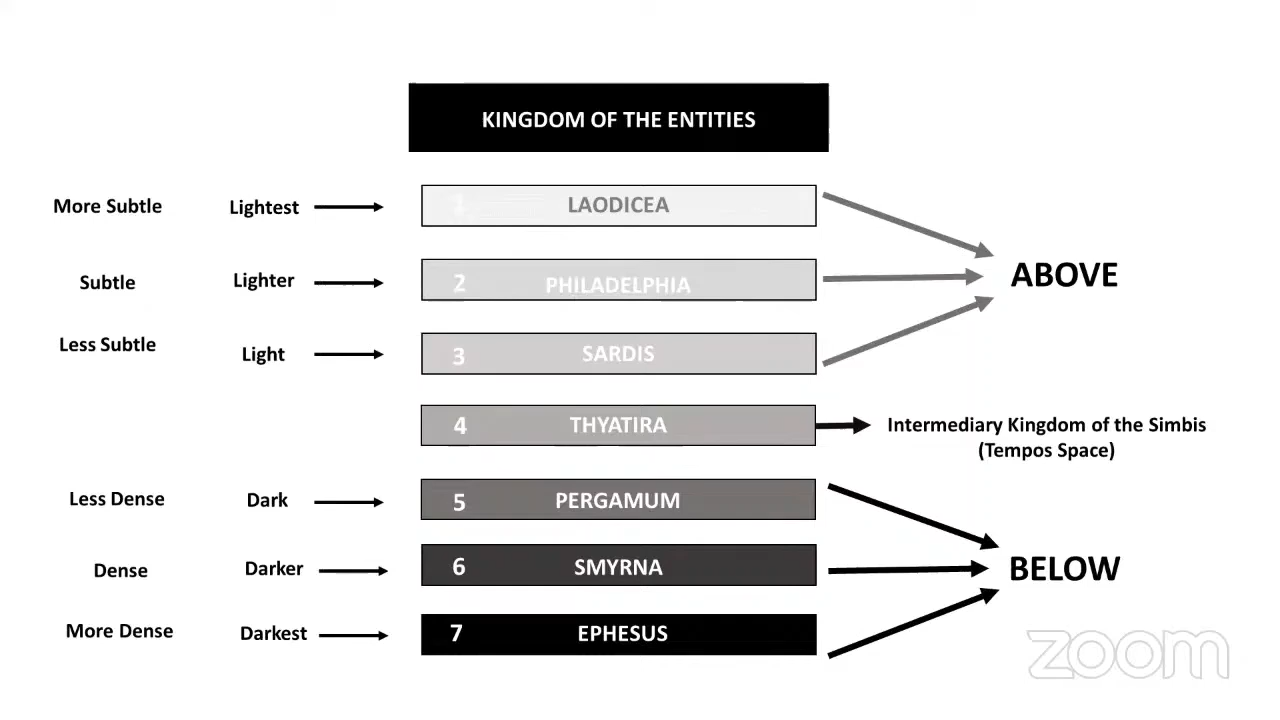 KINGDOM OF THE ENTITIES
More Subtle Lightest 1 LAODICEA
Subtle Lighter 2 PHILADELPHIA
ABOVE
Less Subtle Light 3 SARDIS
4 THYATIRA Intermediary Kingdom of the Simbis
(Tempos Space)
Less Dense Dark 5 PERGAMUM
Dense Darker 6 SMYRNA BELOW
More Dense Darkest 7 EPHESUS
zoom